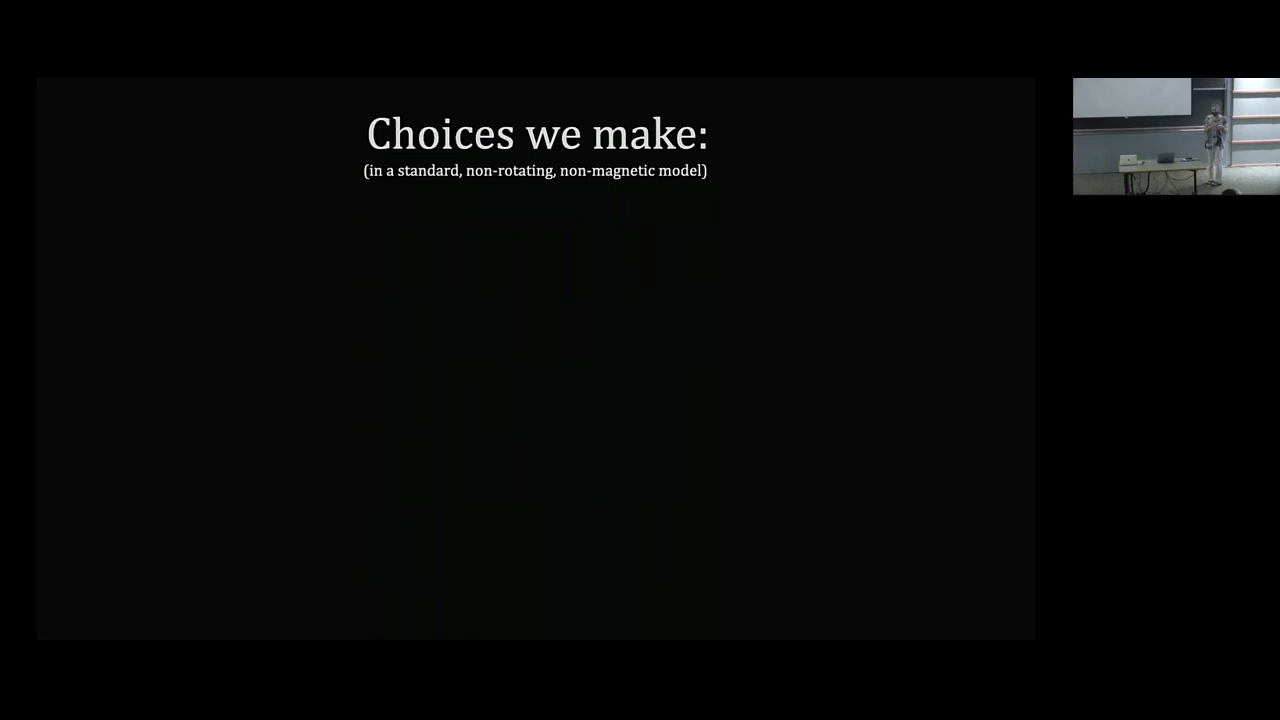 Choices we make:
(in a standard, non-rotating, non-magnetic model)